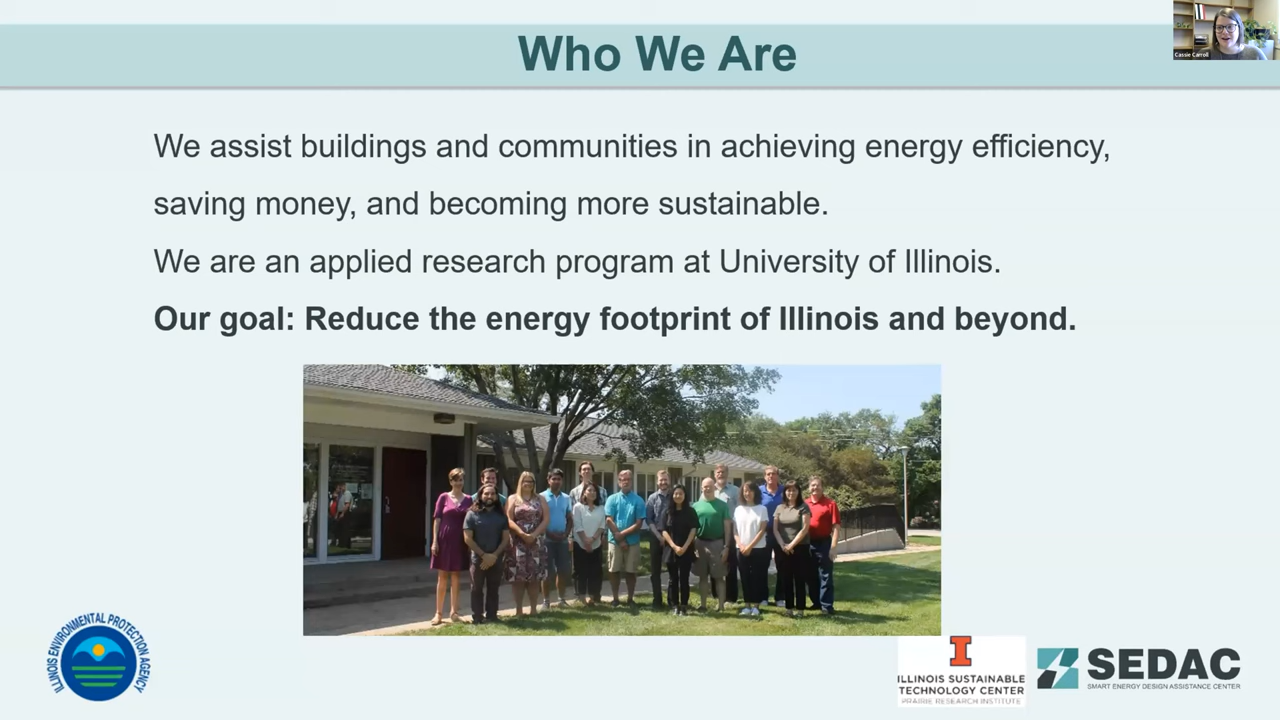 Who We Are
Cassie Carroll
We assist buildings and communities in achieving energy efficiency,
saving money, and becoming more sustainable.
We are an applied research program at University of Illinois.
Our goal: Reduce the energy footprint of Illinois and beyond.
ILLINOIS ENVIRONMENTAL PROTECTION AGENCY
I
ILLINOIS SUSTAINABLE
TECHNOLOGY CENTER
PRAIRIE RESEARCH INSTITUTE
SEDAC
SMART ENERGY DESIGN ASSISTANCE CENTER